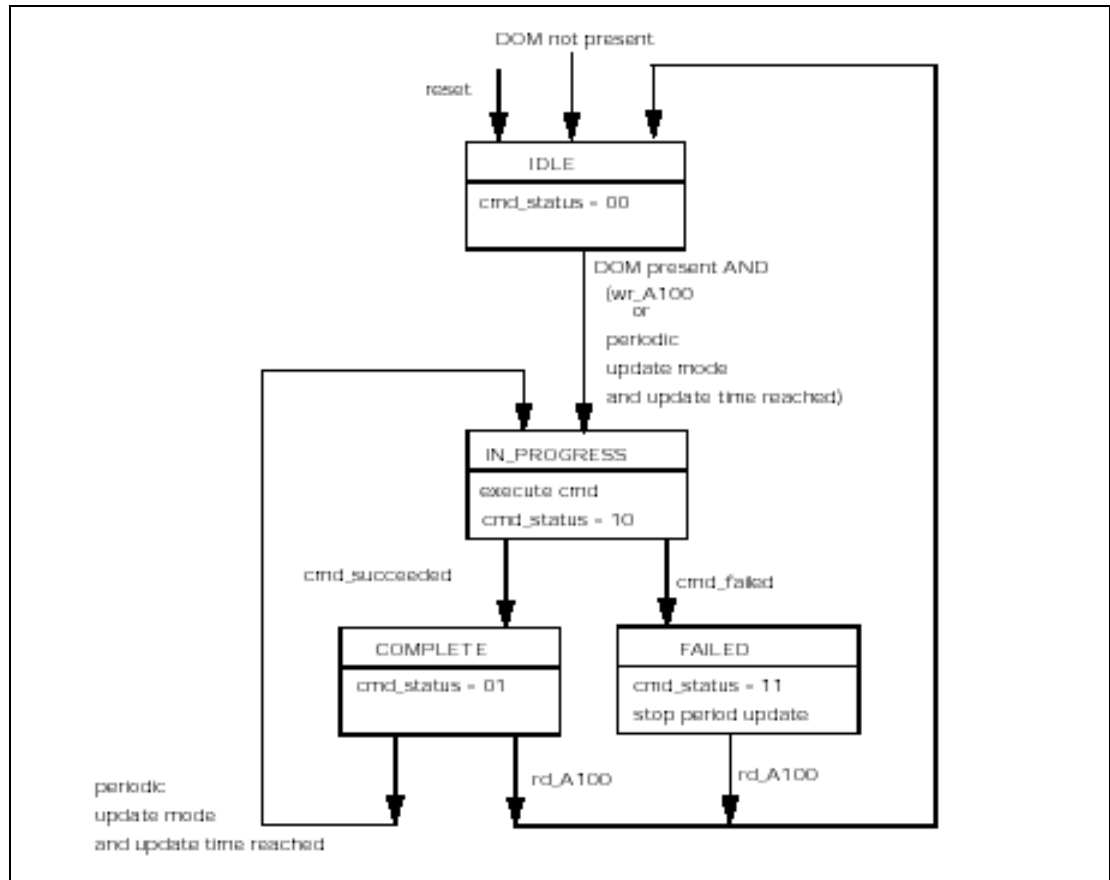 DOM not present
reset
IDLE
cmd_status = 00
DOM present AND
(wr_A100
or
periodic
update mode
and update time reached)
IN_PROGRESS
execute cmd
cmd_status = 10
cmd_succeeded
cmd_failed
COMPLETE
cmd_status = 01
FAILED
cmd_status = 11
stop period update
rd_A100
rd_A100
periodic
update mode
and update time reached